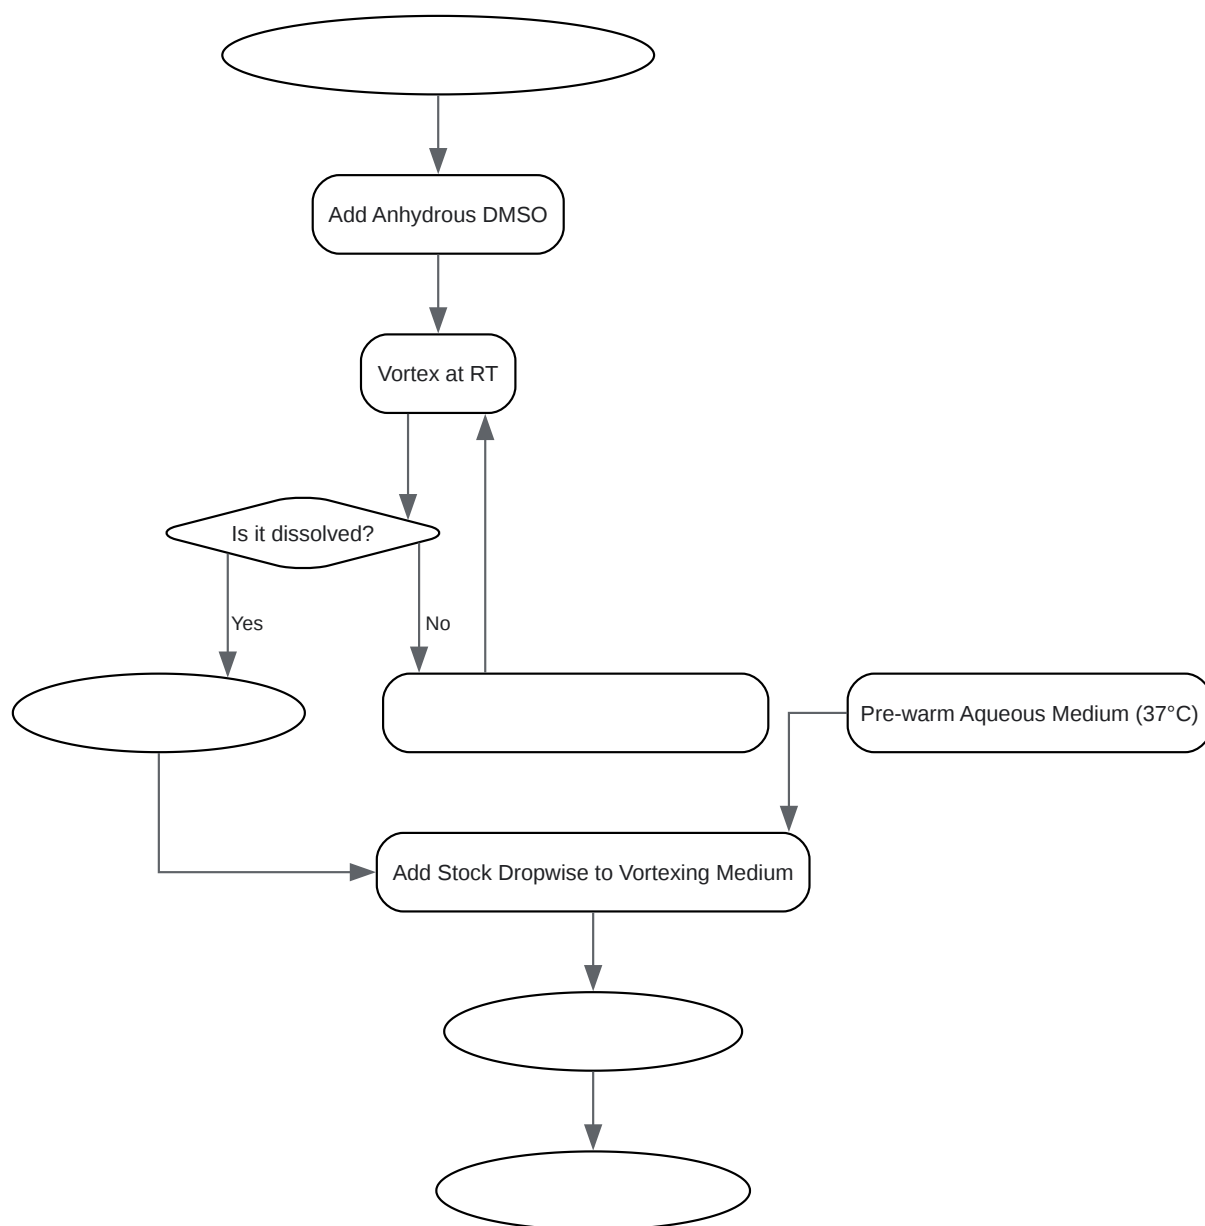 Add Anhydrous DMSO
Vortex at RT
Is it dissolved?
Yes
No
Pre-warm Aqueous Medium (37°C)
Add Stock Dropwise to Vortexing Medium